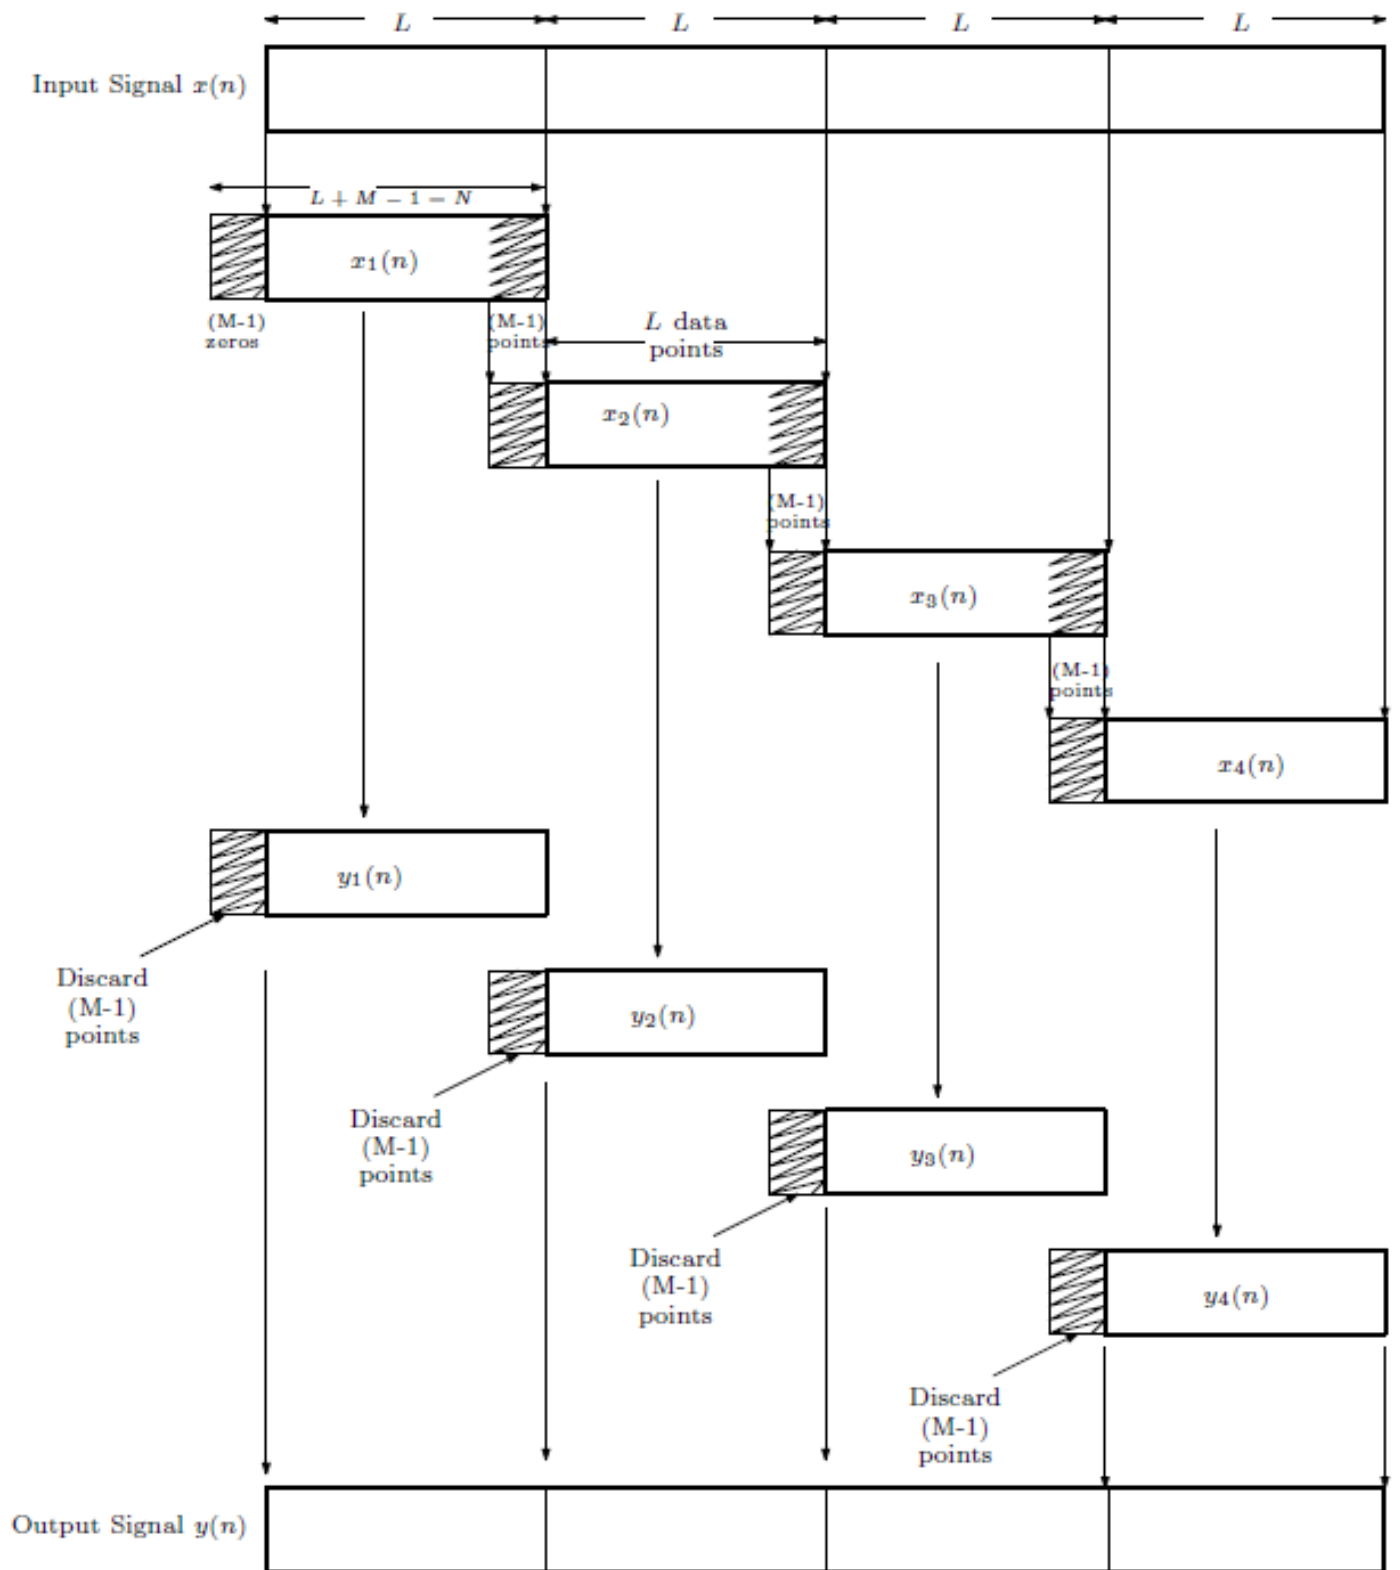 L L L L
Input Signal x(n)
L + M − 1 = N
x₁(n)
(M-1)
zeros
(M-1)
points
L data
points
x₂(n)
(M-1)
points
x₃(n)
(M-1)
points
x₄(n)
y₁(n)
Discard
(M-1)
points
y₂(n)
Discard
(M-1)
points
y₃(n)
Discard
(M-1)
points
y₄(n)
Discard
(M-1)
points
Output Signal y(n)